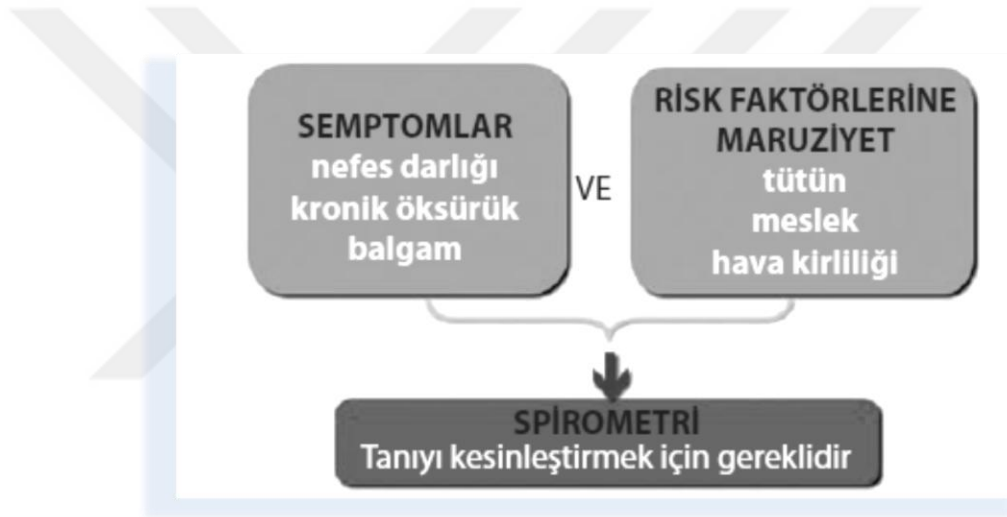 SEMPTOMLAR
nefes darlığı
kronik öksürük
balgam
VE
RİSK FAKTÖRLERİNE
MARUZİYET
tütün
meslek
hava kirliliği
SPİROMETRİ
Tanıyı kesinleştirmek için gereklidir